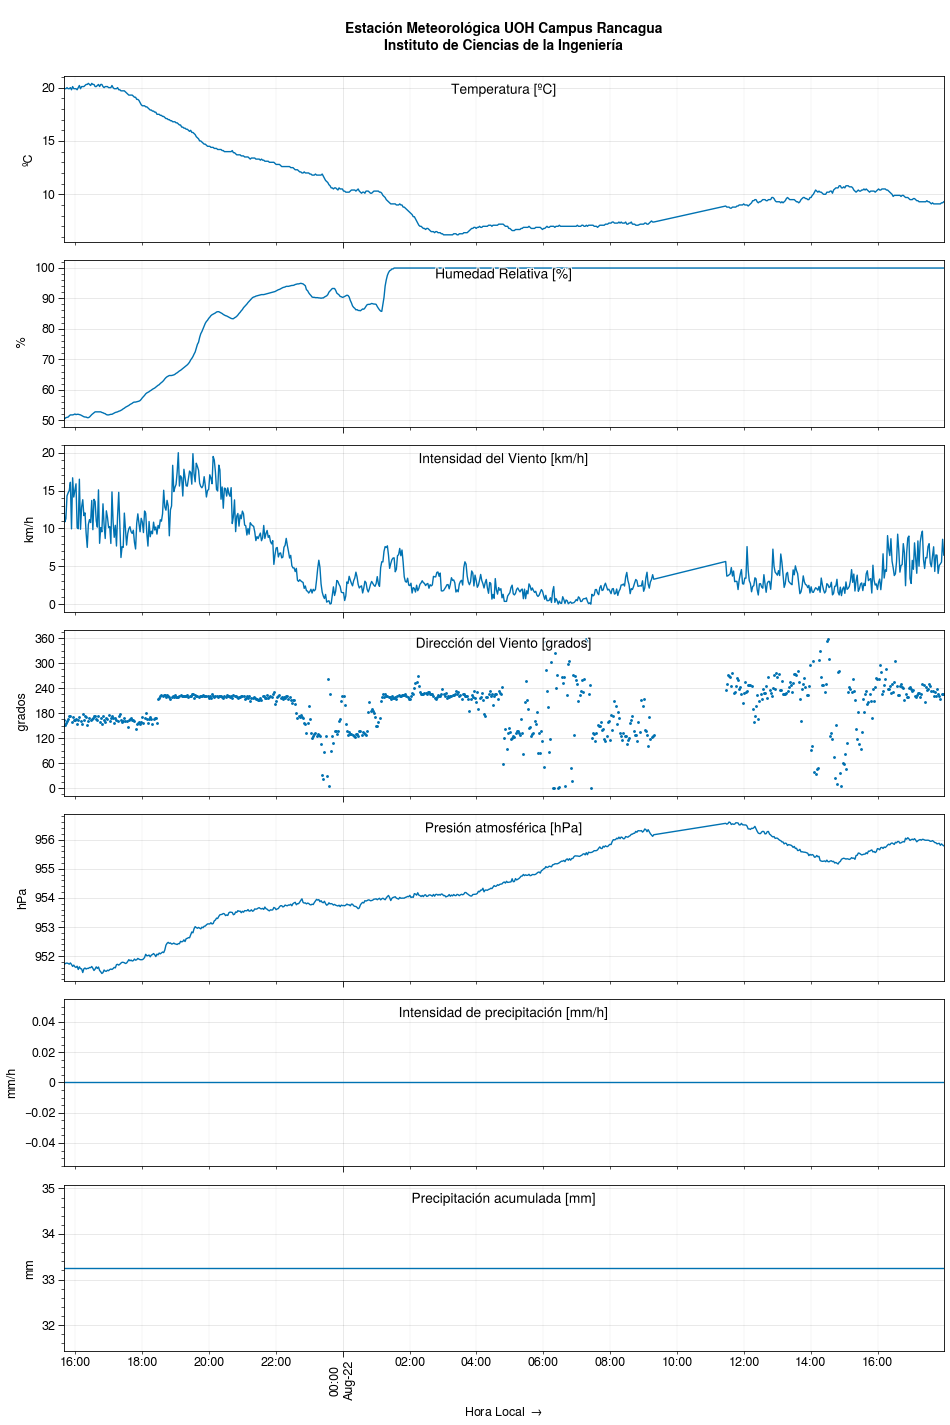 Estación Meteorológica UOH Campus Rancagua
Instituto de Ciencias de la Ingeniería
Temperatura [ºC]
20
15
10
ºC
Humedad Relativa [%]
100
90
80
70
60
50
%
Intensidad del Viento [km/h]
20
15
10
5
0
km/h
Dirección del Viento [grados]
360
300
240
180
120
60
0
grados
Presión atmosférica [hPa]
956
955
954
953
952
hPa
Intensidad de precipitación [mm/h]
0.04
0.02
0
−0.02
−0.04
mm/h
Precipitación acumulada [mm]
35
34
33
32
mm
16:00 18:00 20:00 22:00 00:00 02:00 04:00 06:00 08:00 10:00 12:00 14:00 16:00
Aug-22
Hora Local →